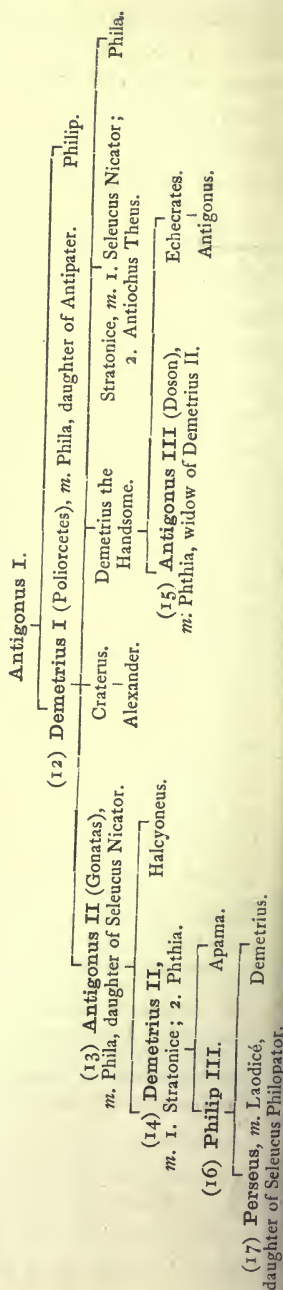 Antigonus I.
(12) Demetrius I (Poliorcetes), m. Phila, daughter of Antipater.
Philip.
(13) Antigonus II (Gonatas),
m. Phila, daughter of Seleucus Nicator.
Craterus.
Alexander.
Demetrius the
Handsome.
Stratonice, m. 1. Seleucus Nicator;
2. Antiochus Theus.
Phila.
(14) Demetrius II,
m. 1. Stratonice; 2. Phthia.
Halcyoneus.
(15) Antigonus III (Doson),
m: Phthia, widow of Demetrius II.
Echecrates.
Antigonus.
(16) Philip III.
Apama.
(17) Perseus, m. Laodicé,
daughter of Seleucus Philopator.
Demetrius.